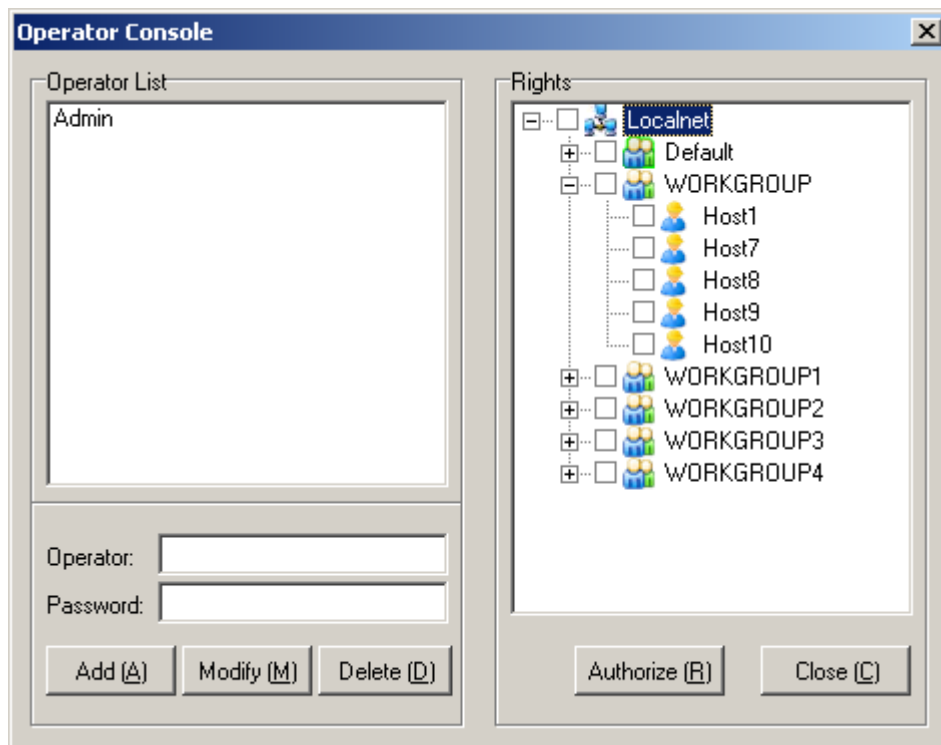 Operator Console
Operator List
Admin
Operator:
Password:
Add (A)
Modify (M)
Delete (D)
Rights
Localnet
Default
WORKGROUP
Host1
Host7
Host8
Host9
Host10
WORKGROUP1
WORKGROUP2
WORKGROUP3
WORKGROUP4
Authorize (R)
Close (C)